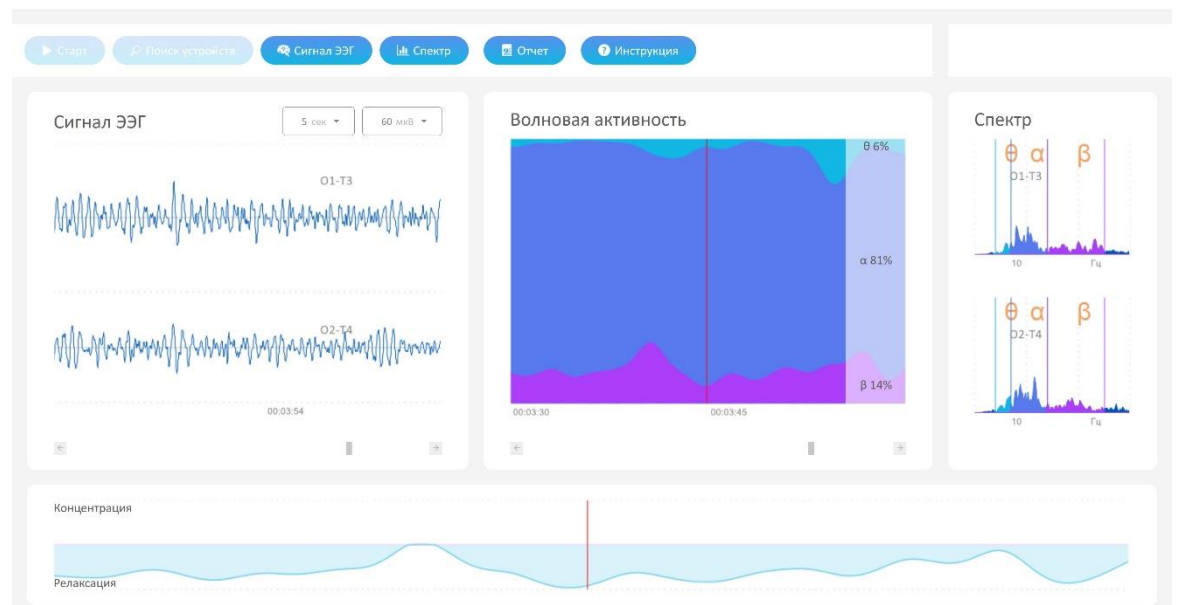 Старт
Поиск устройств
Сигнал ЭЭГ
Спектр
Отчет
Инструкция
Сигнал ЭЭГ
5 сек
60 мкВ
O1-T3
O2-T4
00:03:54
Волновая активность
θ 6%
α 81%
β 14%
00:03:30
00:03:45
Спектр
θ α β
O1-T3
10 Гц
θ α β
O2-T4
10 Гц
Концентрация
Релаксация